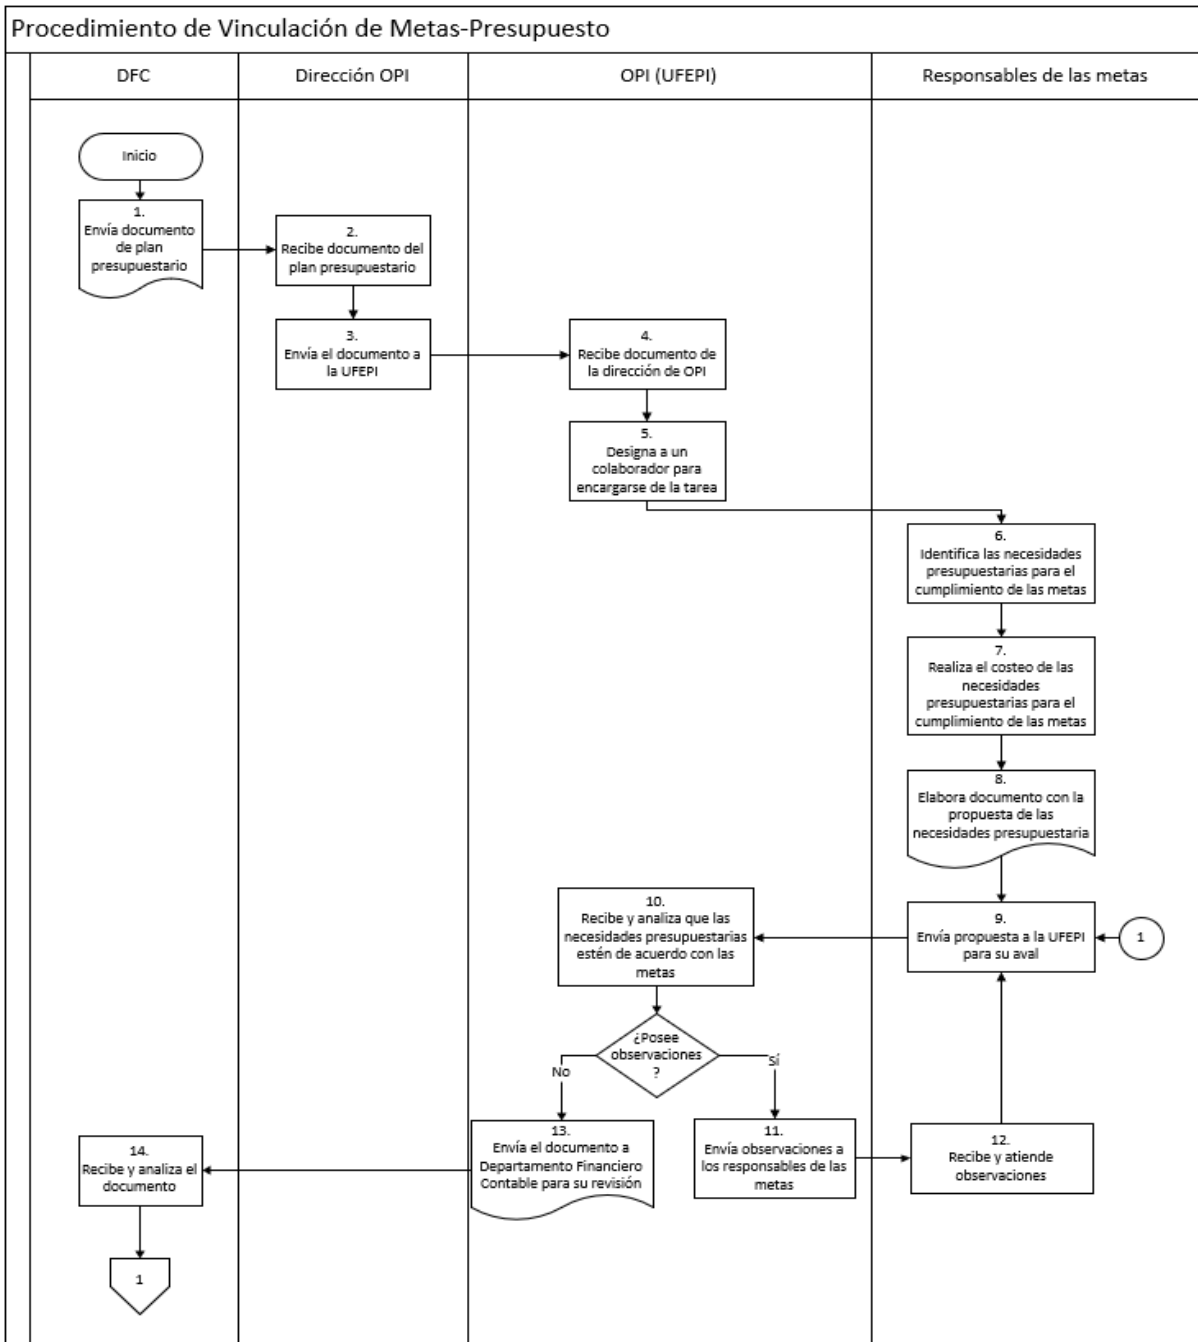 Procedimiento de Vinculación de Metas-Presupuesto
DFC
Dirección OPI
OPI (UFEPI)
Responsables de las metas
Inicio
1.
Envía documento
de plan
presupuestario
2.
Recibe documento del
plan presupuestario
3.
Envía el documento a
la UFEPI
4.
Recibe documento de
la dirección de OPI
5.
Designa a un
colaborador para
encargarse de la tarea
6.
Identifica las necesidades
presupuestarias para el
cumplimiento de las metas
7.
Realiza el costeo de las
necesidades
presupuestarias para el
cumplimiento de las metas
8.
Elabora documento con la
propuesta de las
necesidades presupuestaria
9.
Envía propuesta a la UFEPI
para su aval
1
10.
Recibe y analiza que las
necesidades presupuestarias
estén de acuerdo con las
metas
¿Posee
observaciones
?
No
Sí
11.
Envía observaciones a
los responsables de las
metas
12.
Recibe y atiende
observaciones
13.
Envía el documento a
Departamento Financiero
Contable para su revisión
14.
Recibe y analiza el
documento
1